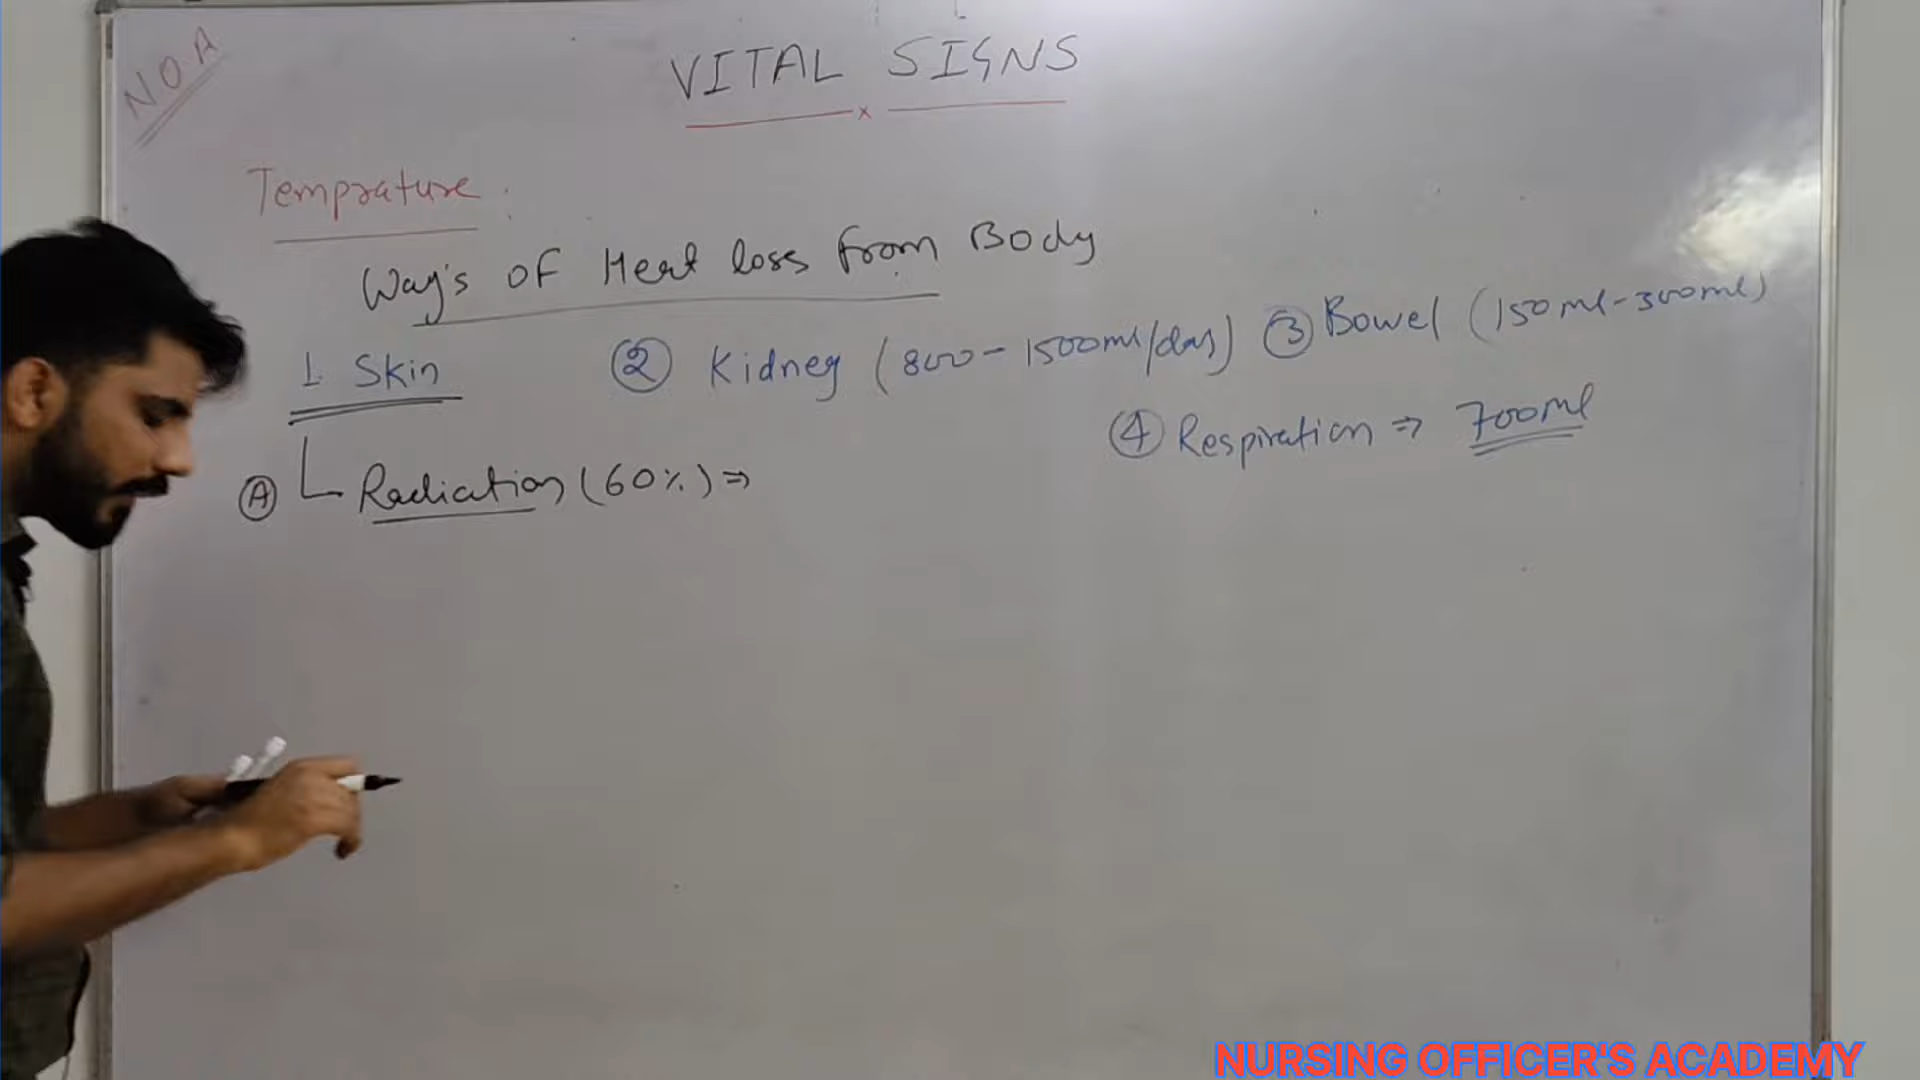 NOA
VITAL SIGNS
x
Temprature :
Way's OF Heat loss from Body
1 Skin
② Kidney (800-1500ml/day)
③ Bowel (150ml-300ml)
④ Respiration ⇒ 700ml
Ⓐ Radiation (60%) ⇒
NURSING OFFICER'S ACADEMY